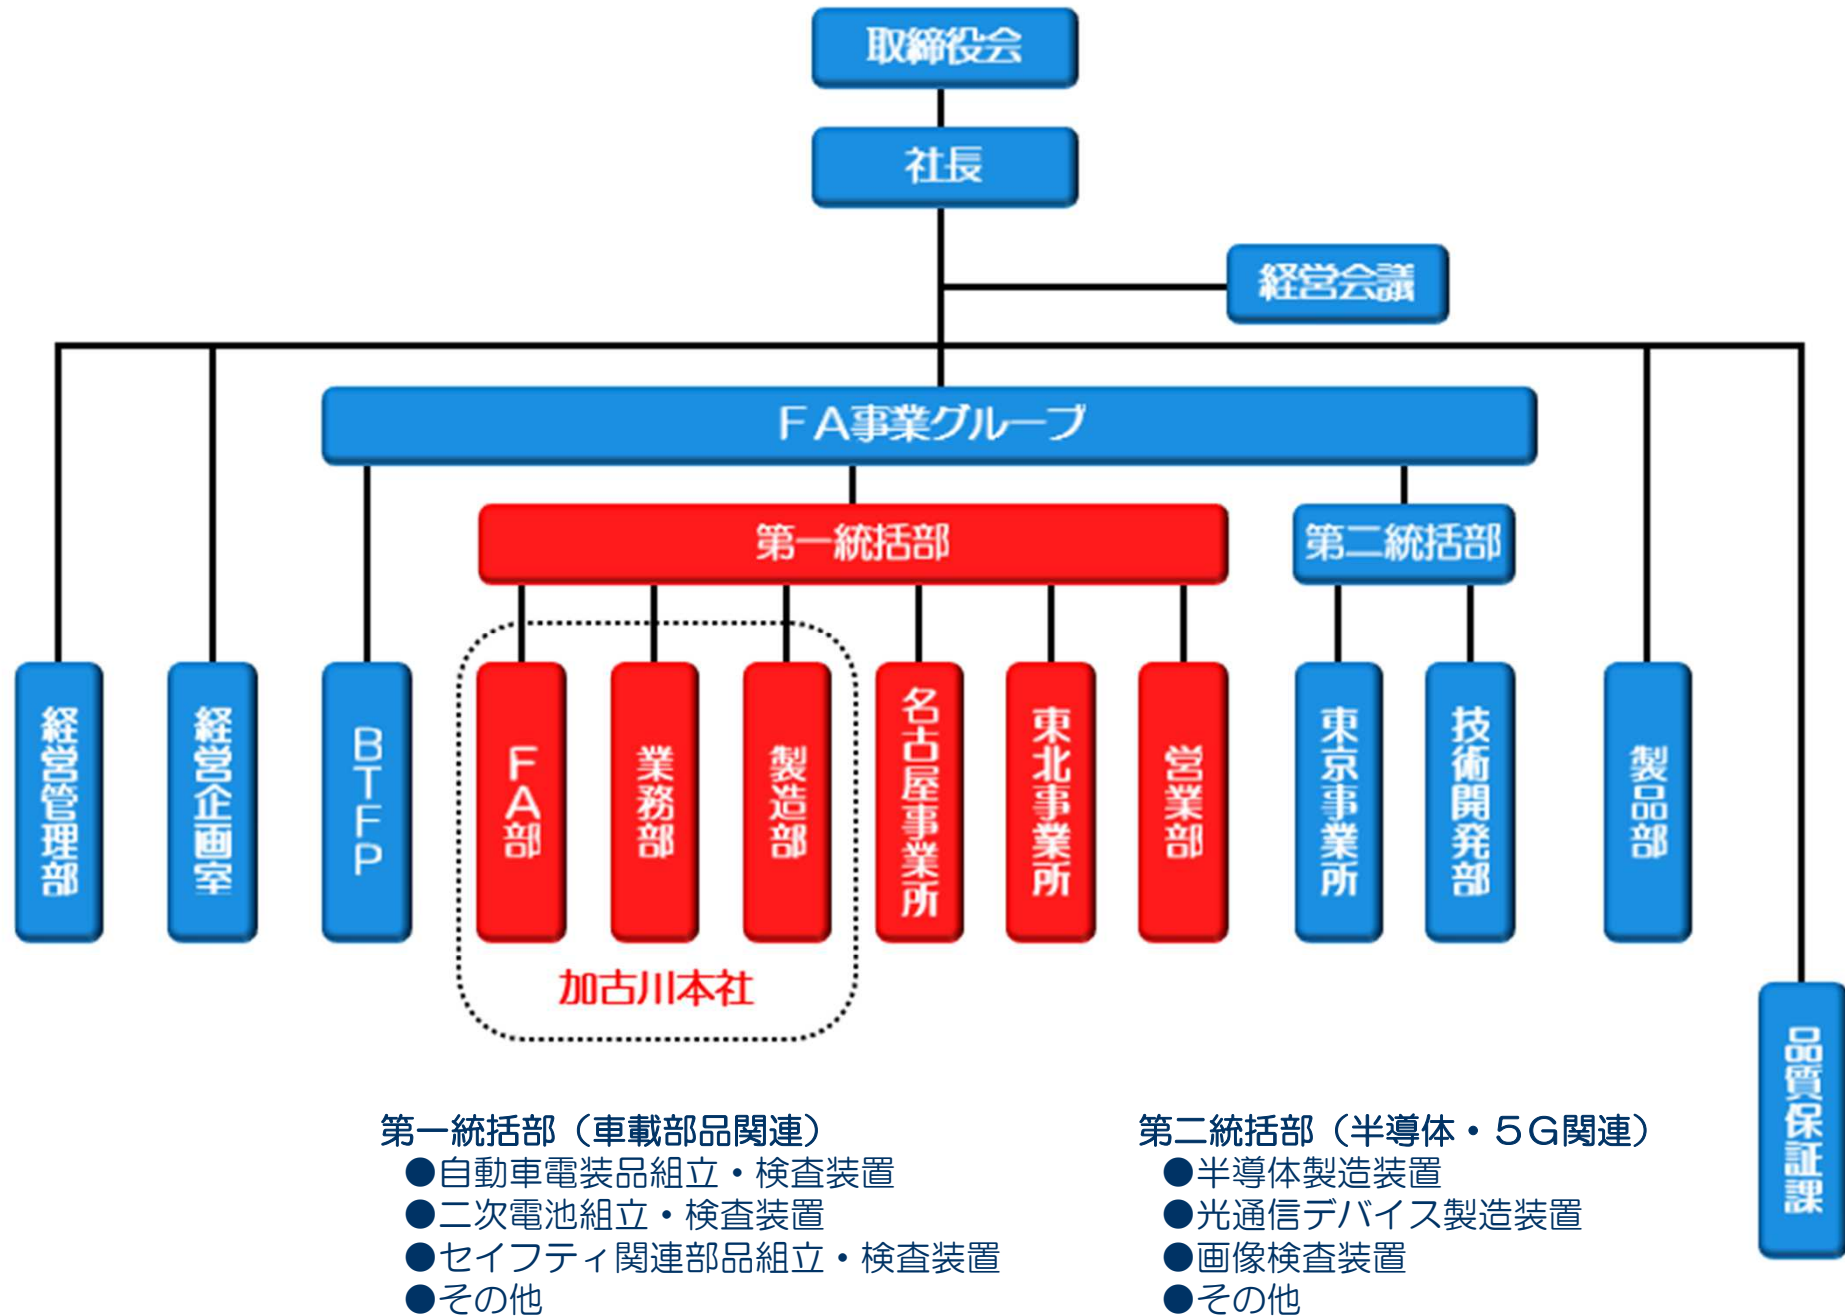 取締役会
社長
経営会議
ＦＡ事業グループ
第一統括部
第二統括部
経営管理部
経営企画室
ＢＴＦＰ
ＦＡ部
業務部
製造部
名古屋事業所
東北事業所
営業部
東京事業所
技術開発部
製品部
加古川本社
品質保証課
第一統括部（車載部品関連）
●自動車電装品組立・検査装置
●二次電池組立・検査装置
●セイフティ関連部品組立・検査装置
●その他
第二統括部（半導体・５Ｇ関連）
●半導体製造装置
●光通信デバイス製造装置
●画像検査装置
●その他